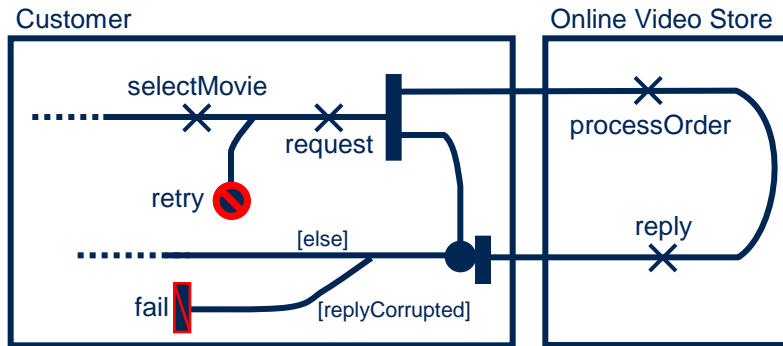 Customer
Online Video Store
selectMovie
request
processOrder
retry
reply
[else]
fail
[replyCorrupted]